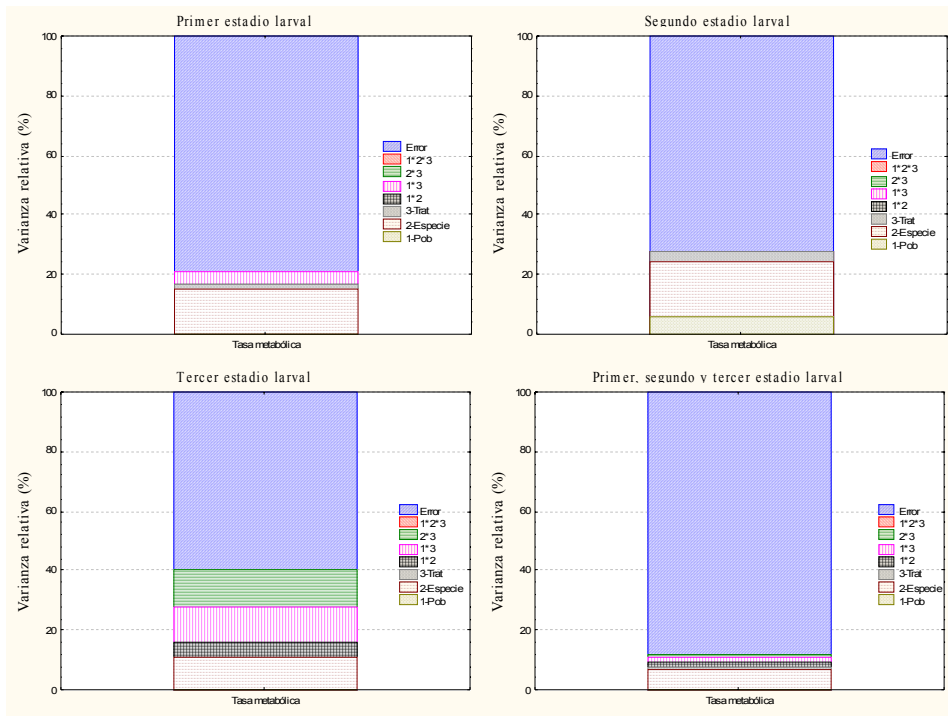 Primer estadio larval
Varianza relativa (%)
100
80
60
40
20
0
Tasa metabólica
Error
1*2*3
2*3
1*3
1*2
3-Trat
2-Especie
1-Pob
Segundo estadio larval
Varianza relativa (%)
100
80
60
40
20
0
Tasa metabólica
Error
1*2*3
2*3
1*3
1*2
3-Trat
2-Especie
1-Pob
Tercer estadio larval
Varianza relativa (%)
100
80
60
40
20
0
Tasa metabólica
Error
1*2*3
2*3
1*3
1*2
3-Trat
2-Especie
1-Pob
Primer, segundo y tercer estadio larval
Varianza relativa (%)
100
80
60
40
20
0
Tasa metabólica
Error
1*2*3
2*3
1*3
1*2
3-Trat
2-Especie
1-Pob